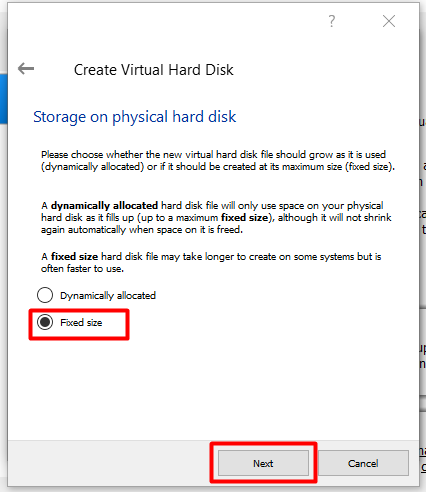 ?
Create Virtual Hard Disk
Storage on physical hard disk
Please choose whether the new virtual hard disk file should grow as it is used
(dynamically allocated) or if it should be created at its maximum size (fixed size).
A dynamically allocated hard disk file will only use space on your physical
hard disk as it fills up (up to a maximum fixed size), although it will not shrink
again automatically when space on it is freed.
A fixed size hard disk file may take longer to create on some systems but is
often faster to use.
Dynamically allocated
Fixed size
Next
Cancel